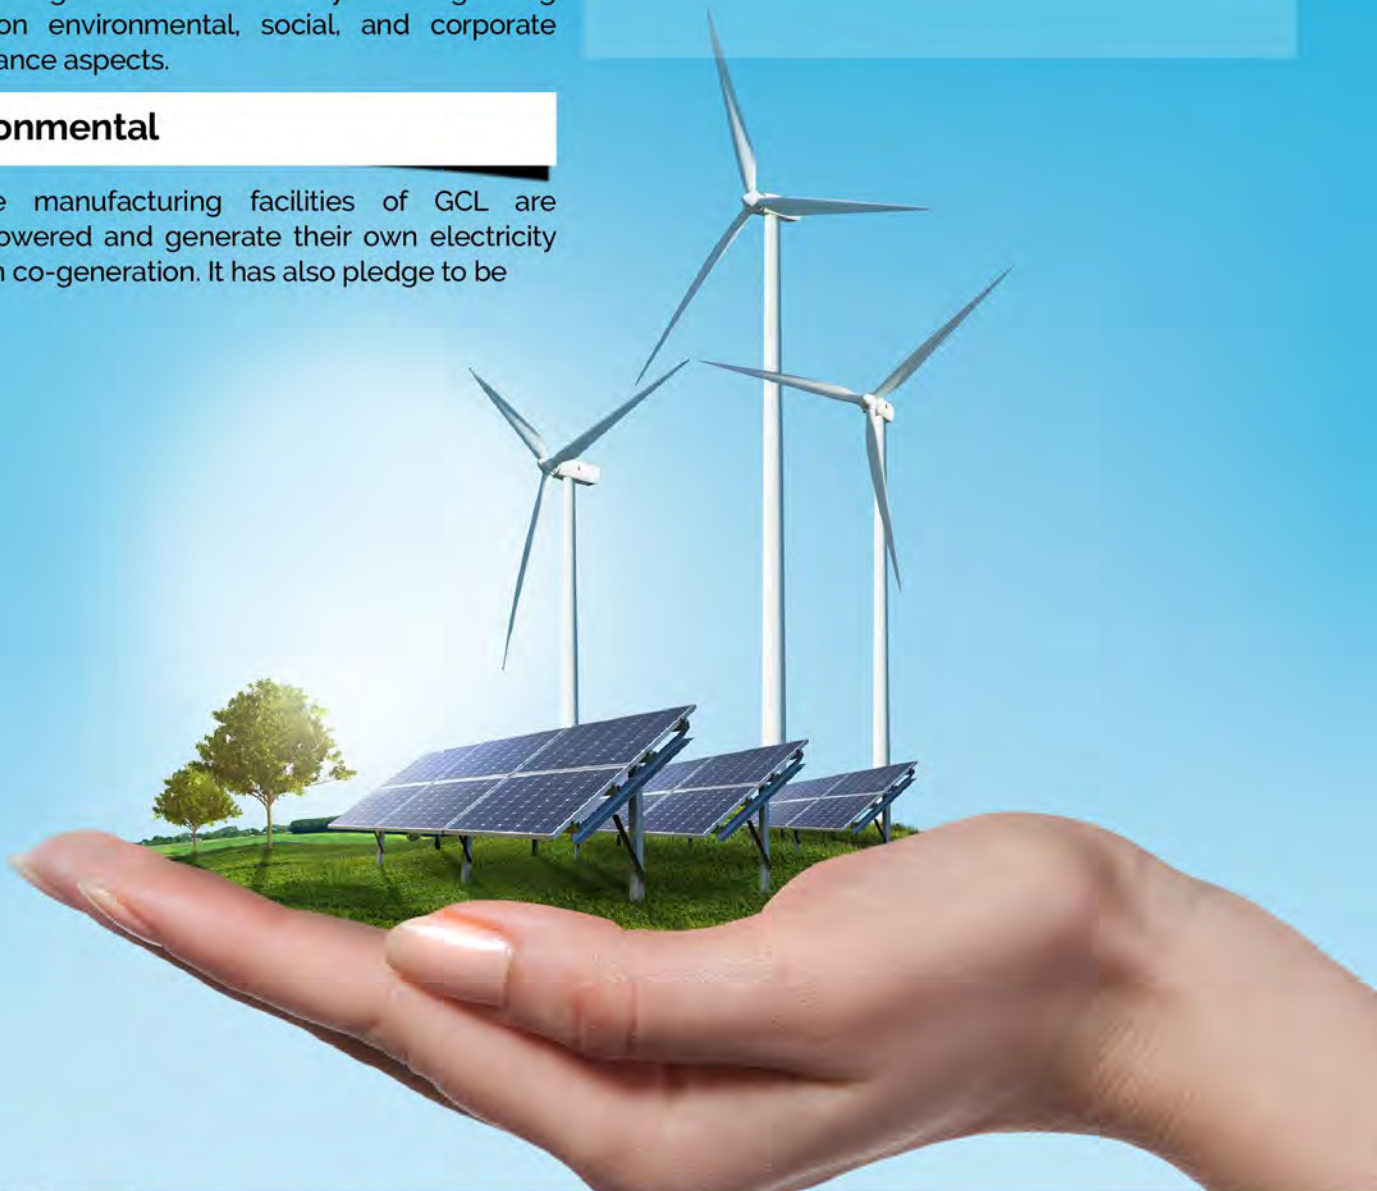 on environmental, social, and corporate
ance aspects.
onmental
e manufacturing facilities of GCL are
owered and generate their own electricity
n co-generation. It has also pledge to be